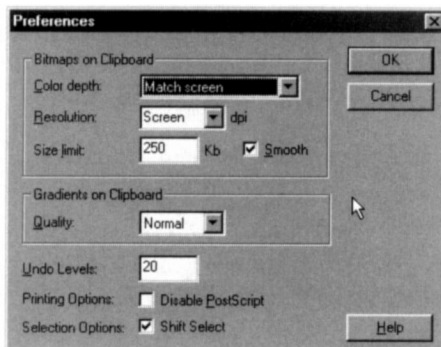 Preferences
Bitmaps on Clipboard
OK
Color depth: Match screen
Cancel
Resolution: Screen dpi
Size limit: 250 Kb Smooth
Gradients on Clipboard
Quality: Normal
Undo Levels: 20
Printing Options: Disable PostScript
Selection Options: Shift Select
Help